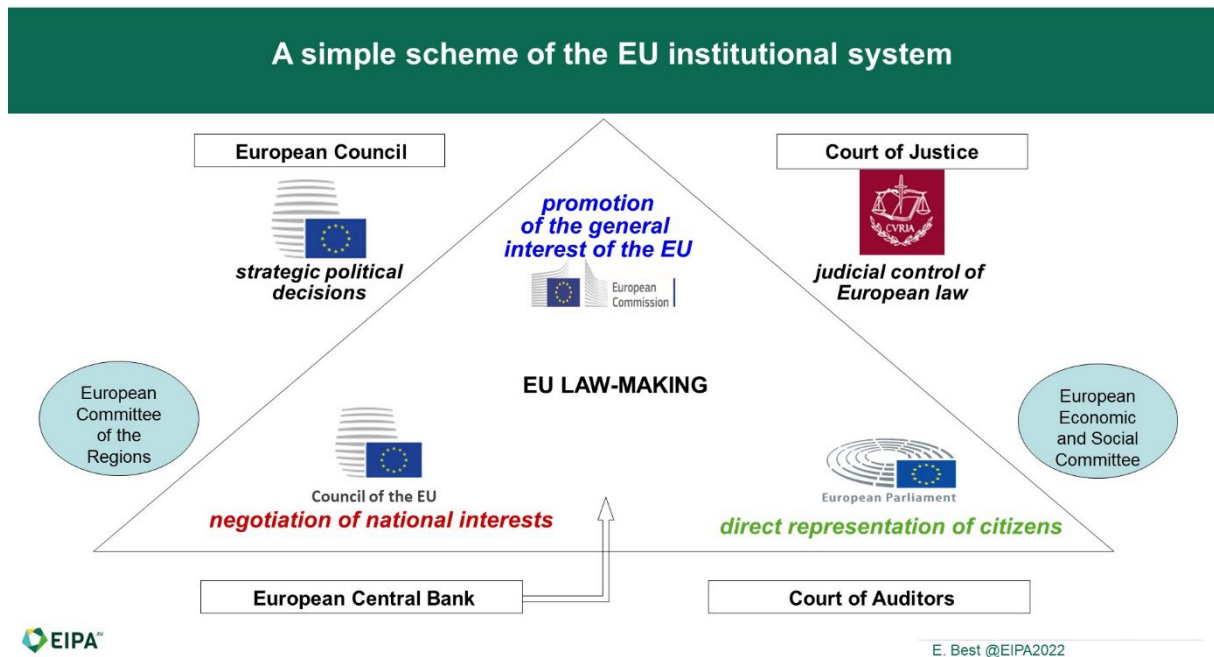 A simple scheme of the EU institutional system
European Council
Court of Justice
promotion
of the general
interest of the EU
CVRIA
strategic political
decisions
European
Commission
judicial control of
European law
EU LAW-MAKING
European
Committee
of the
Regions
European
Economic
and Social
Committee
Council of the EU
European Parliament
negotiation of national interests
direct representation of citizens
European Central Bank
Court of Auditors
EIPA EU
E. Best @EIPA2022